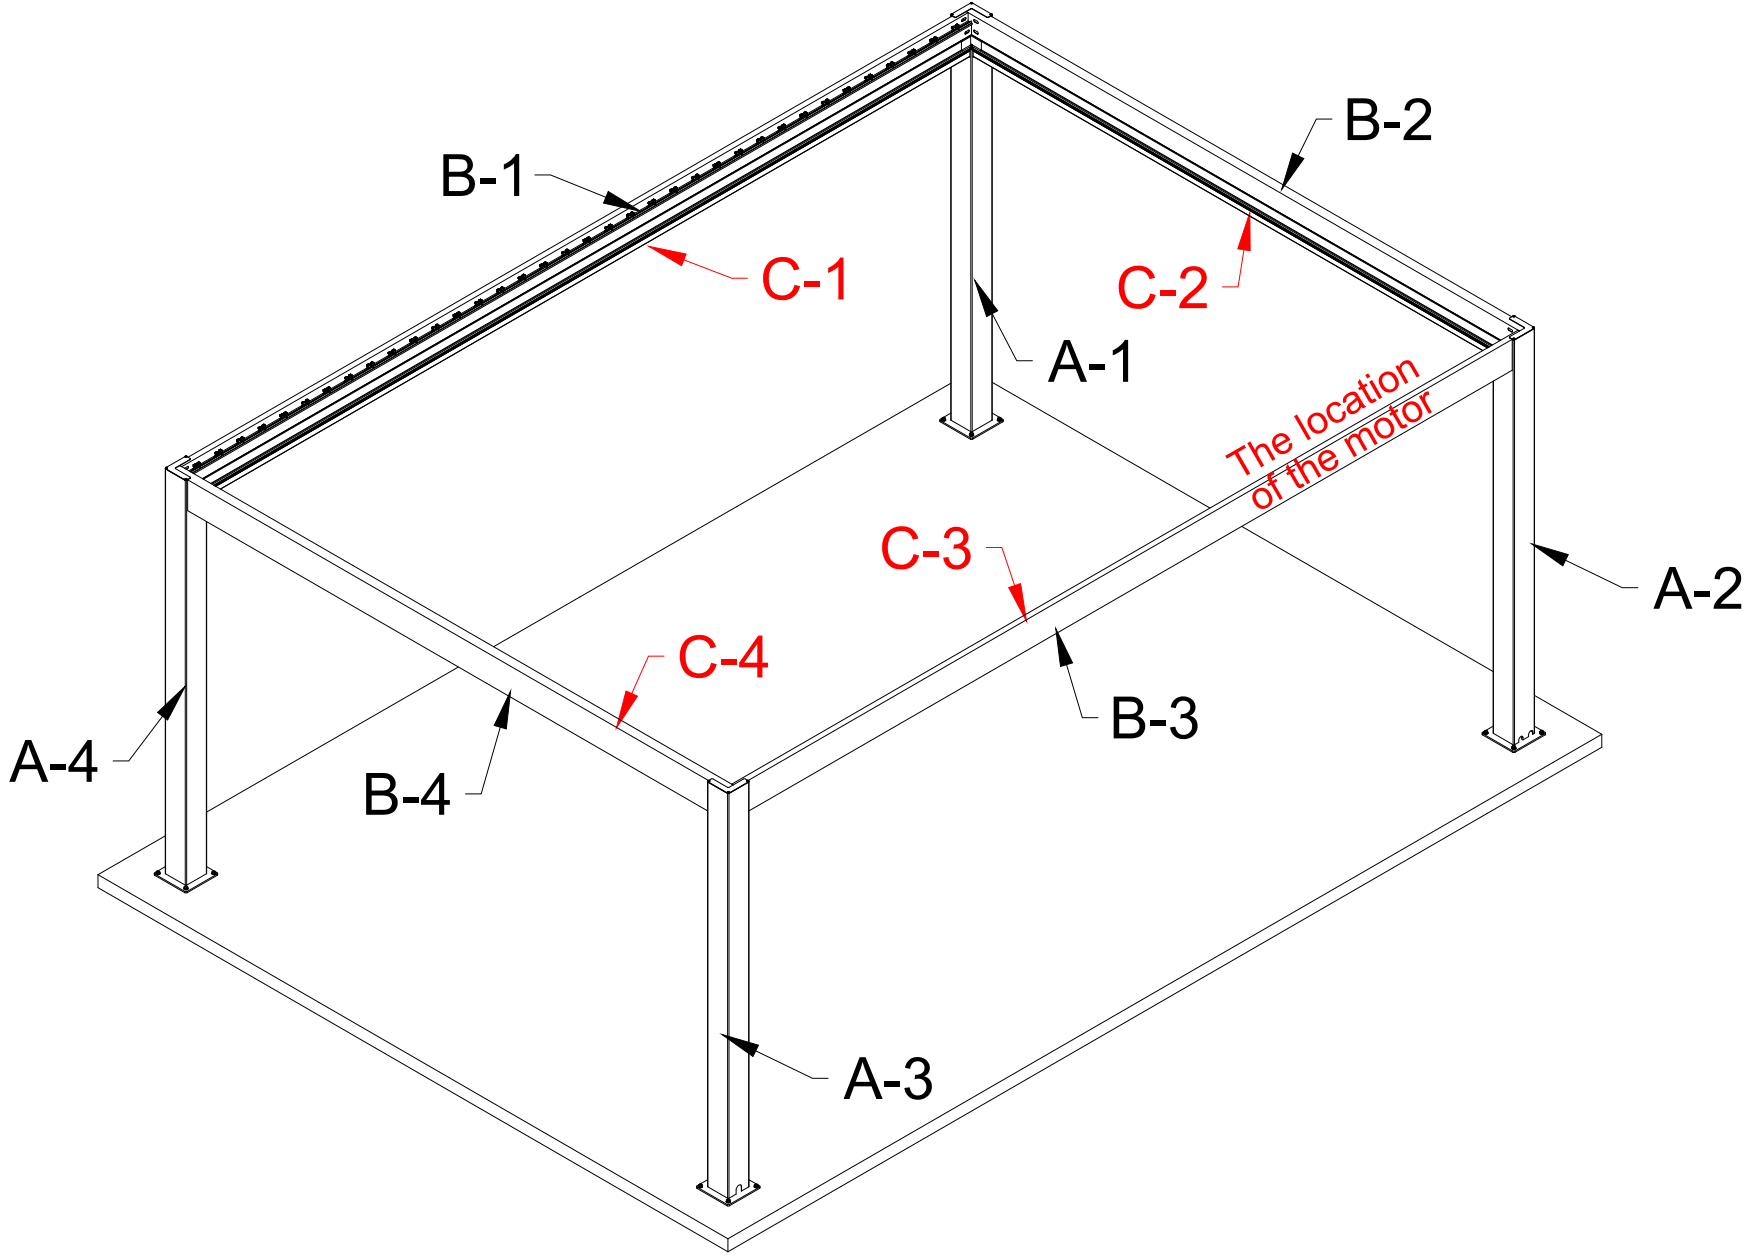 B-2
B-1
C-1
C-2
A-1
The location
of the motor
C-3
A-2
C-4
B-3
A-4
B-4
A-3